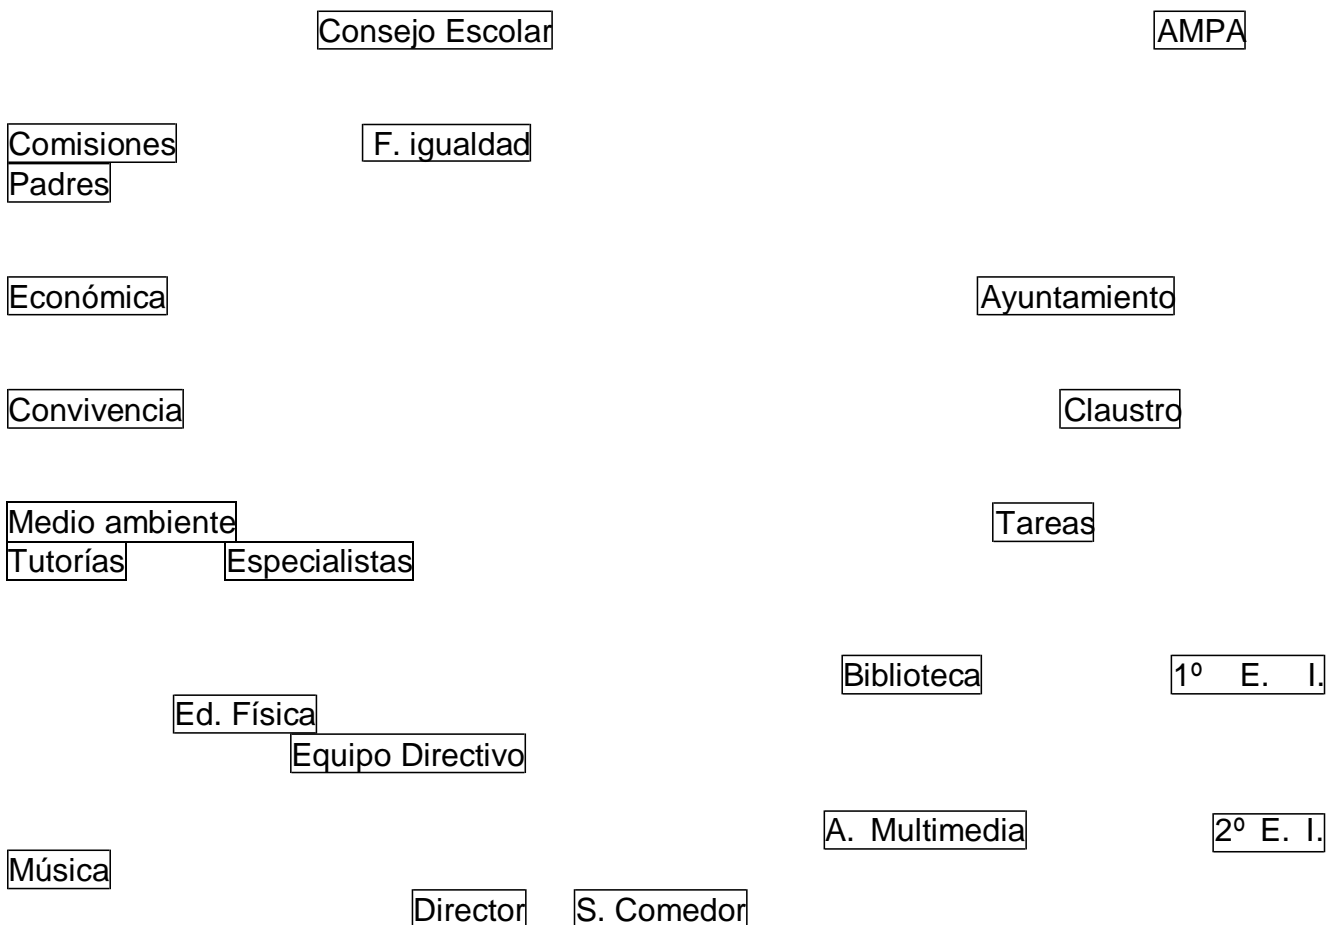 Consejo Escolar AMPA
Comisiones F. igualdad
Padres
Económica Ayuntamiento
Convivencia Claustro
Medio ambiente Tareas
Tutorías Especialistas
Biblioteca 1º E. I.
Ed. Física
Equipo Directivo
A. Multimedia 2º E. I.
Música
Director S. Comedor